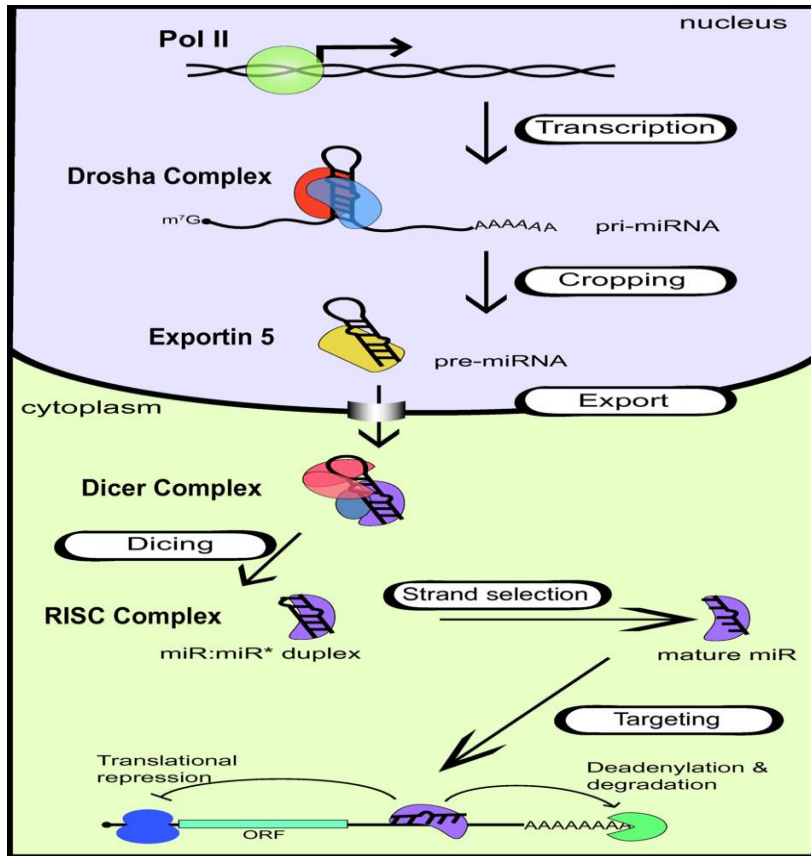 nucleus
Pol II
Transcription
Drosha Complex
m⁷G
AAAAAA
pri-miRNA
Cropping
Exportin 5
pre-miRNA
cytoplasm
Export
Dicer Complex
Dicing
Strand selection
RISC Complex
miR:miR* duplex
mature miR
Targeting
Translational
repression
Deadenylation &
degradation
ORF
AAAAAAAA